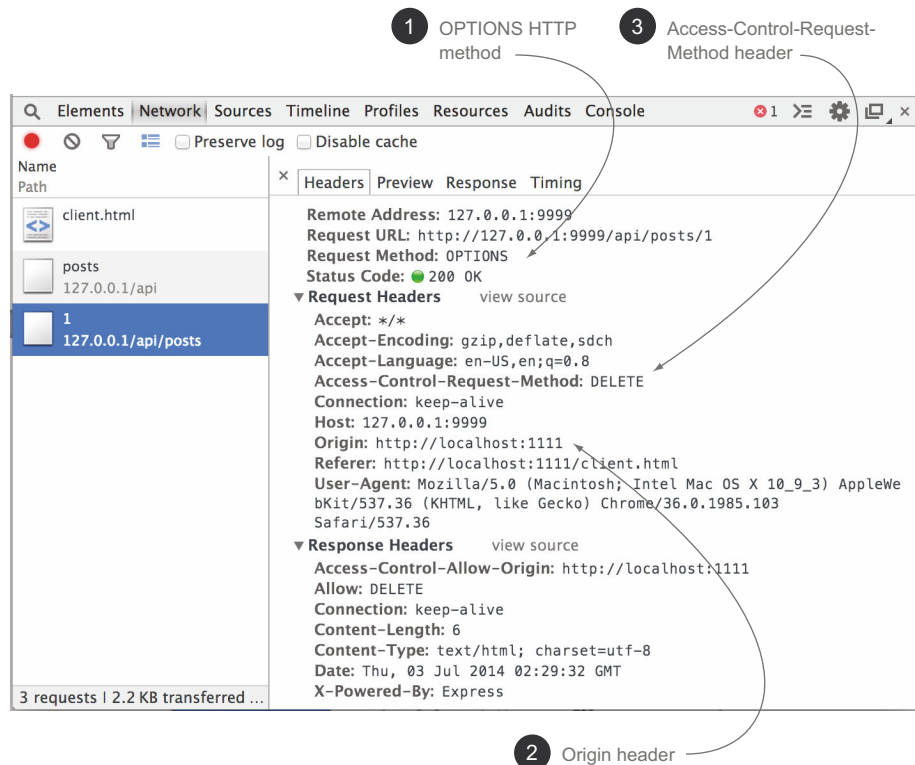 1 OPTIONS HTTP
method
3 Access-Control-Request-
Method header
Elements Network Sources Timeline Profiles Resources Audits Console 1
Preserve log Disable cache
Name
Path
client.html
posts
127.0.0.1/api
1
127.0.0.1/api/posts
3 requests | 2.2 KB transferred ...
× Headers Preview Response Timing
Remote Address: 127.0.0.1:9999
Request URL: http://127.0.0.1:9999/api/posts/1
Request Method: OPTIONS
Status Code: 200 OK
Request Headers view source
Accept: */*
Accept-Encoding: gzip,deflate,sdch
Accept-Language: en-US,en;q=0.8
Access-Control-Request-Method: DELETE
Connection: keep-alive
Host: 127.0.0.1:9999
Origin: http://localhost:1111
Referer: http://localhost:1111/client.html
User-Agent: Mozilla/5.0 (Macintosh; Intel Mac OS X 10_9_3) AppleWe
bKit/537.36 (KHTML, like Gecko) Chrome/36.0.1985.103
Safari/537.36
Response Headers view source
Access-Control-Allow-Origin: http://localhost:1111
Allow: DELETE
Connection: keep-alive
Content-Length: 6
Content-Type: text/html; charset=utf-8
Date: Thu, 03 Jul 2014 02:29:32 GMT
X-Powered-By: Express
2 Origin header